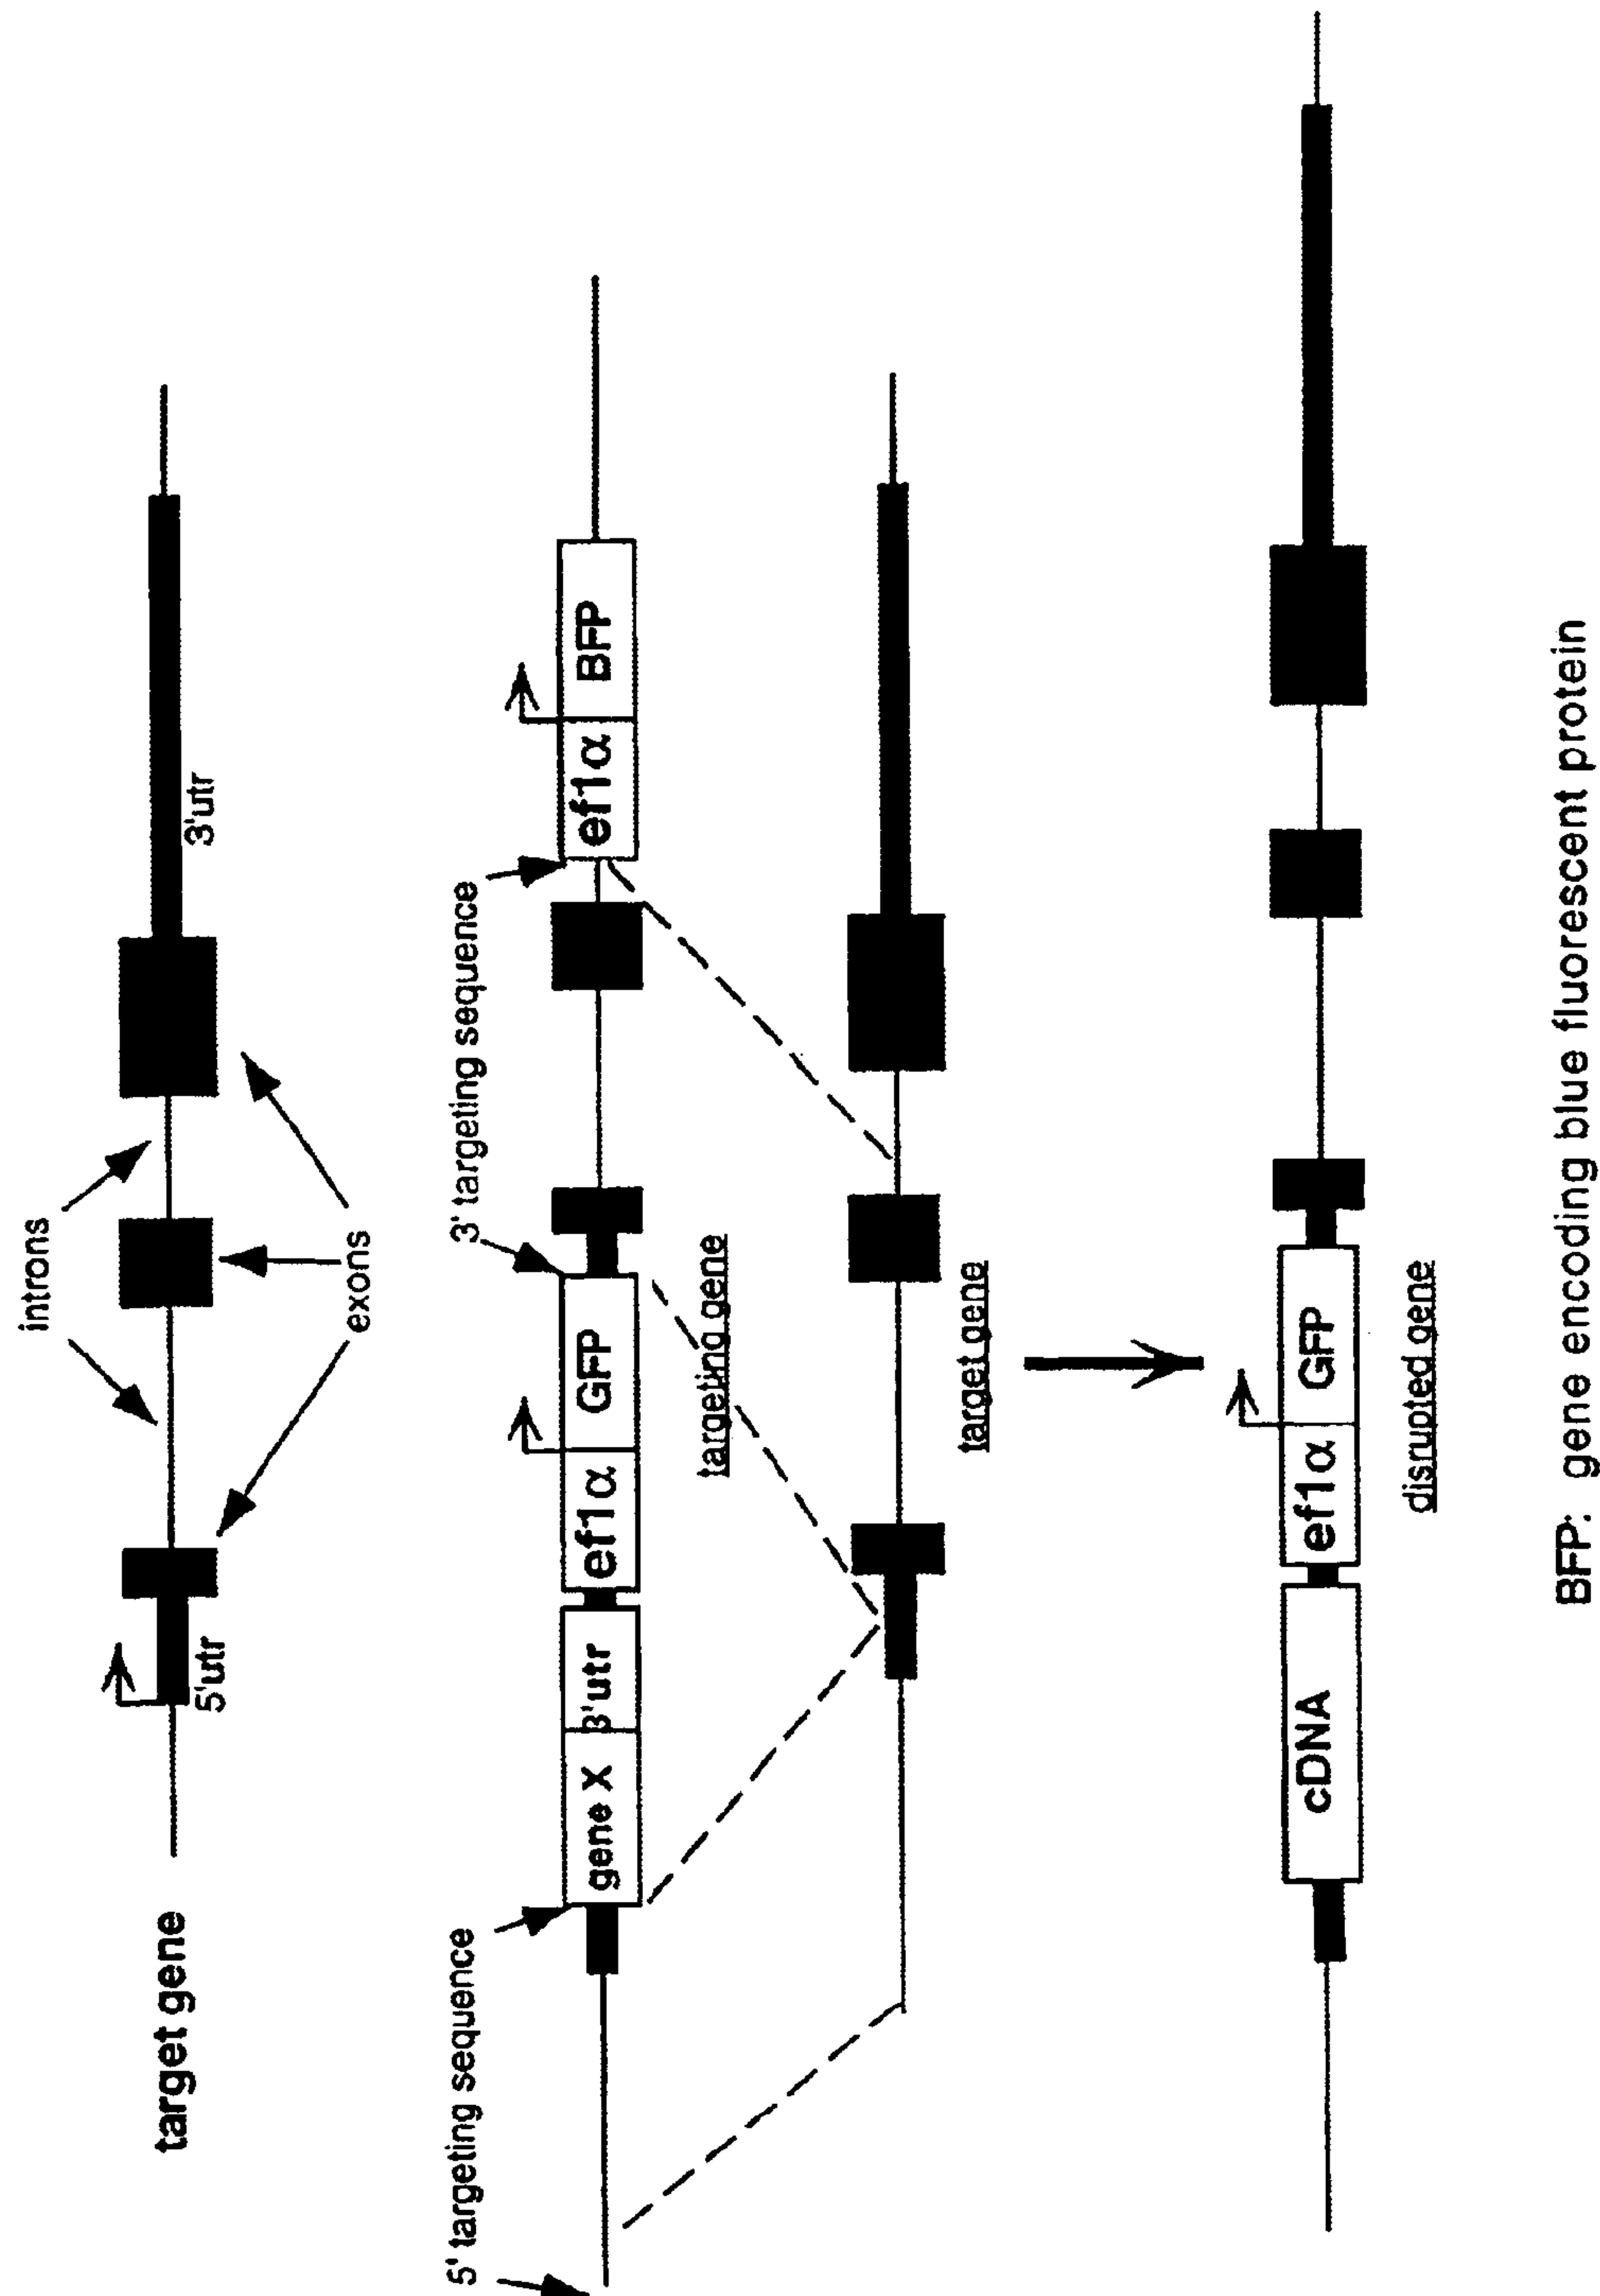 introns
target gene
5'utr
3'utr
exons
5' targeting sequence
3' targeting sequence
gene X
3'utr
ef1α
GFP
ef1α
BFP
targeting gene
target gene
cDNA
ef1α
GFP
disrupted gene
BFP: gene encoding blue fluorescent protein